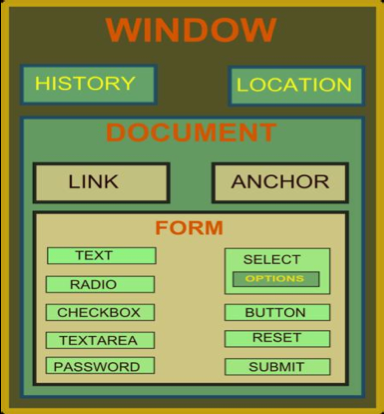 WINDOW
HISTORY
LOCATION
DOCUMENT
LINK
ANCHOR
FORM
TEXT
RADIO
CHECKBOX
TEXTAREA
PASSWORD
SELECT
OPTIONS
BUTTON
RESET
SUBMIT